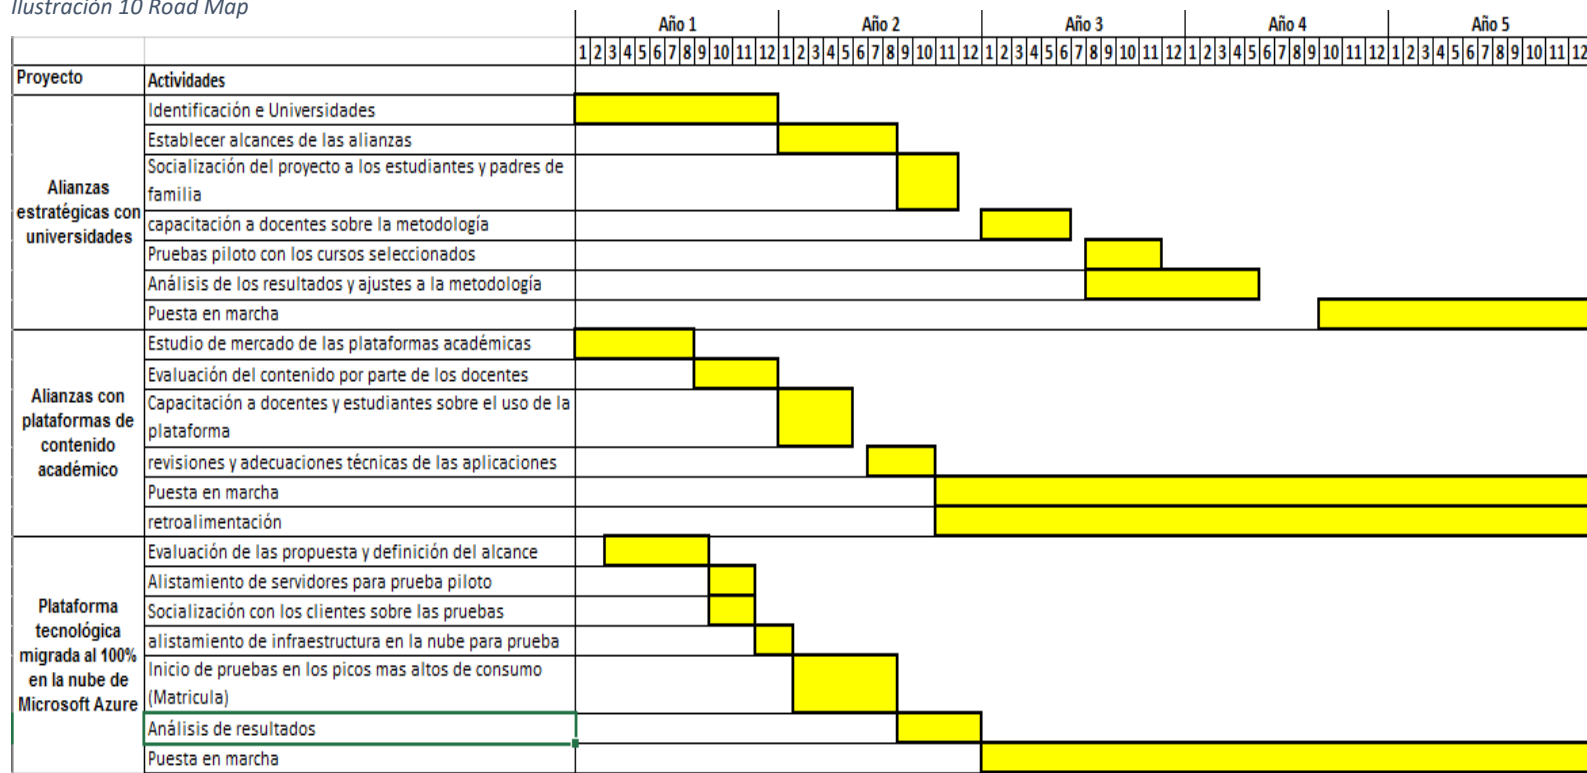 Ilustración 10 Road Map
Año 1 Año 2 Año 3 Año 4 Año 5
1 2 3 4 5 6 7 8 9 10 11 12 1 2 3 4 5 6 7 8 9 10 11 12 1 2 3 4 5 6 7 8 9 10 11 12 1 2 3 4 5 6 7 8 9 10 11 12 1 2 3 4 5 6 7 8 9 10 11 12
Proyecto Actividades
Alianzas
estratégicas con
universidades
Identificación e Universidades
Establecer alcances de las alianzas
Socialización del proyecto a los estudiantes y padres de
familia
capacitación a docentes sobre la metodología
Pruebas piloto con los cursos seleccionados
Análisis de los resultados y ajustes a la metodología
Puesta en marcha
Alianzas con
plataformas de
contenido
académico
Estudio de mercado de las plataformas académicas
Evaluación del contenido por parte de los docentes
Capacitación a docentes y estudiantes sobre el uso de la
plataforma
revisiones y adecuaciones técnicas de las aplicaciones
Puesta en marcha
retroalimentación
Plataforma
tecnológica
migrada al 100%
en la nube de
Microsoft Azure
Evaluación de las propuesta y definición del alcance
Alistamiento de servidores para prueba piloto
Socialización con los clientes sobre las pruebas
alistamiento de infraestructura en la nube para prueba
Inicio de pruebas en los picos mas altos de consumo
(Matricula)
Análisis de resultados
Puesta en marcha